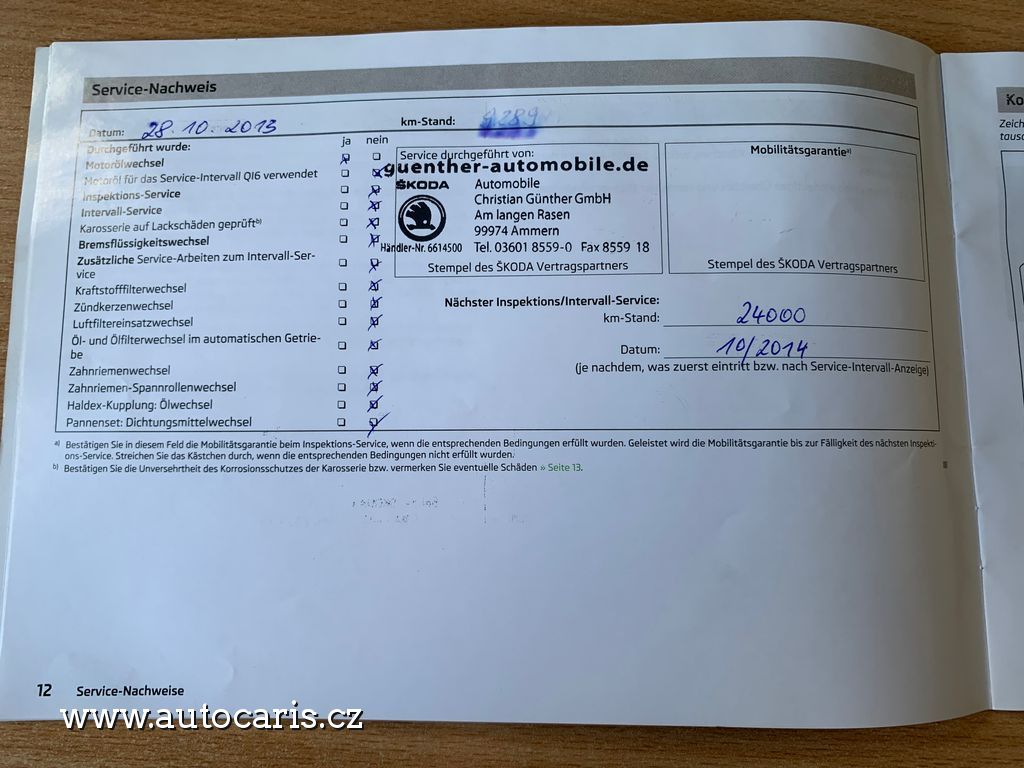 Service-Nachweis
Datum: 28.10.2013 km-Stand:
Durchgeführt wurde: ja nein
Motorölwechsel
Motoröl für das Service-Intervall QI6 verwendet
Inspektions-Service
Intervall-Service
Karosserie auf Lackschäden geprüft b)
Bremsflüssigkeitswechsel
Zusätzliche Service-Arbeiten zum Intervall-Ser-
vice
Kraftstofffilterwechsel
Zündkerzenwechsel
Luftfiltereinsatzwechsel
Öl- und Ölfilterwechsel im automatischen Getrie-
be
Zahnriemenwechsel
Zahnriemen-Spannrollenwechsel
Haldex-Kupplung: Ölwechsel
Pannenset: Dichtungsmittelwechsel
Service durchgeführt von:
guenther-automobile.de
ŠKODA Automobile
Christian Günther GmbH
Am langen Rasen
99974 Ammern
Händler-Nr. 6614500 Tel. 03601 8559-0 Fax 8559 18
Stempel des ŠKODA Vertragspartners
Mobilitätsgarantie a)
Stempel des ŠKODA Vertragspartners
Nächster Inspektions/Intervall-Service:
km-Stand: 24000
Datum: 10/2014
(je nachdem, was zuerst eintritt bzw. nach Service-Intervall-Anzeige)
a) Bestätigen Sie in diesem Feld die Mobilitätsgarantie beim Inspektions-Service, wenn die entsprechenden Bedingungen erfüllt wurden. Geleistet wird die Mobilitätsgarantie bis zur Fälligkeit des nächsten Inspekti-
ons-Service. Streichen Sie das Kästchen durch, wenn die entsprechenden Bedingungen nicht erfüllt wurden.
b) Bestätigen Sie die Unversehrtheit des Korrosionsschutzes der Karosserie bzw. vermerken Sie eventuelle Schäden » Seite 13.
12 Service-Nachweise
www.autocaris.cz
Ko
Zeich
tausc